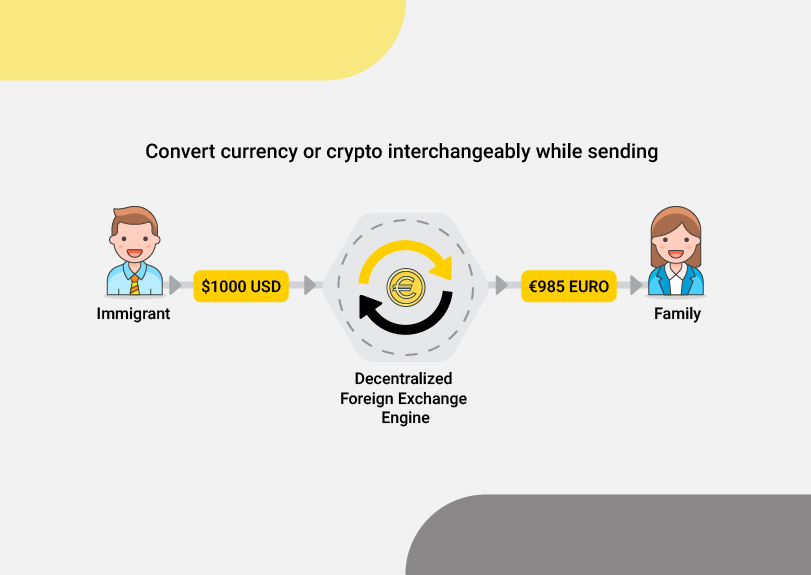 Convert currency or crypto interchangeably while sending
$1000 USD
€
€985 EURO
Immigrant
Family
Decentralized
Foreign Exchange
Engine